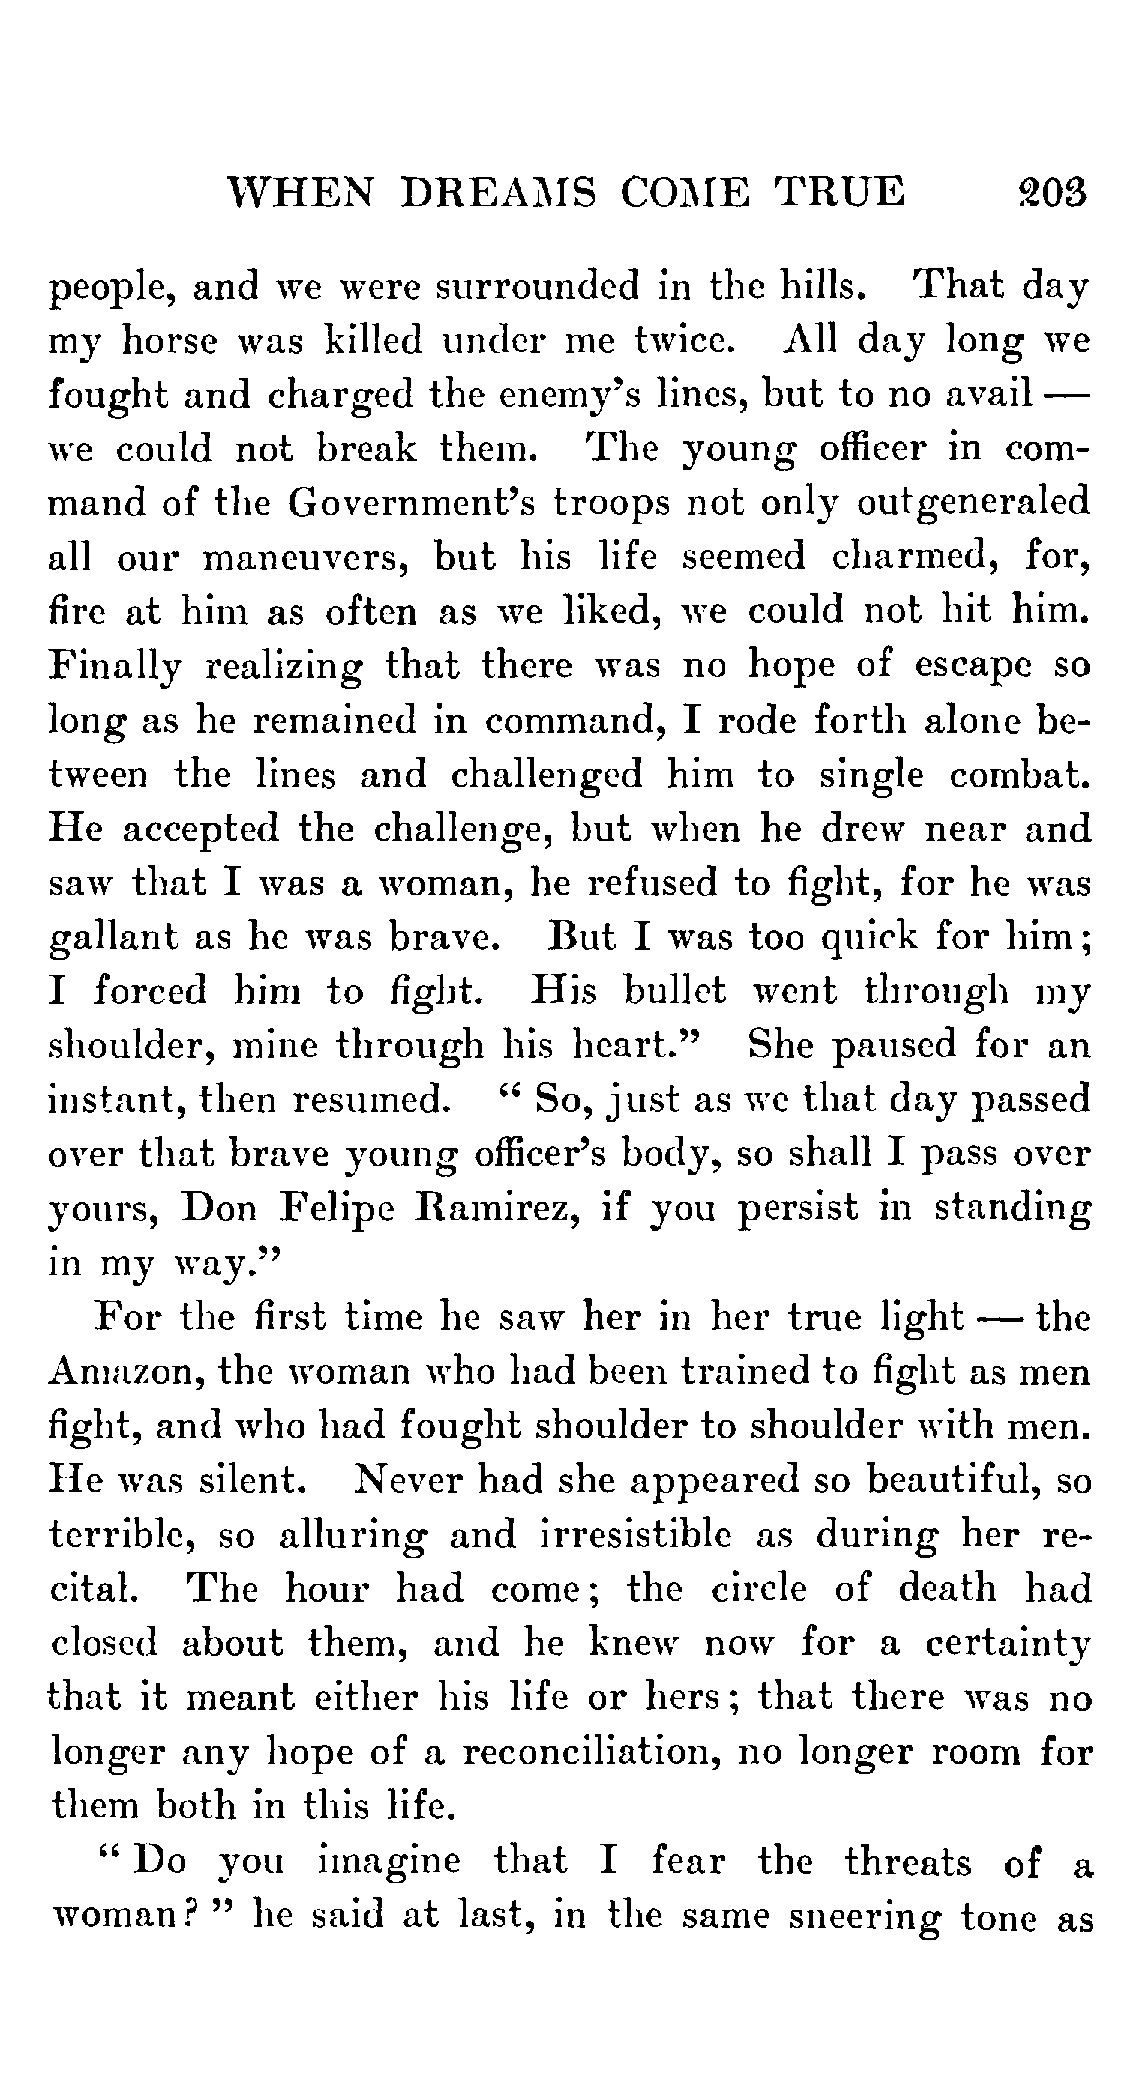 WHEN DREAMS COME TRUE 203
people, and we were surrounded in the hills. That day
my horse was killed under me twice. All day long we
fought and charged the enemy's lines, but to no avail —
we could not break them. The young officer in com-
mand of the Government's troops not only outgeneraled
all our maneuvers, but his life seemed charmed, for,
fire at him as often as we liked, we could not hit him.
Finally realizing that there was no hope of escape so
long as he remained in command, I rode forth alone be-
tween the lines and challenged him to single combat.
He accepted the challenge, but when he drew near and
saw that I was a woman, he refused to fight, for he was
gallant as he was brave. But I was too quick for him;
I forced him to fight. His bullet went through my
shoulder, mine through his heart." She paused for an
instant, then resumed. " So, just as we that day passed
over that brave young officer's body, so shall I pass over
yours, Don Felipe Ramirez, if you persist in standing
in my way."
For the first time he saw her in her true light — the
Amazon, the woman who had been trained to fight as men
fight, and who had fought shoulder to shoulder with men.
He was silent. Never had she appeared so beautiful, so
terrible, so alluring and irresistible as during her re-
cital. The hour had come; the circle of death had
closed about them, and he knew now for a certainty
that it meant either his life or hers; that there was no
longer any hope of a reconciliation, no longer room for
them both in this life.
" Do you imagine that I fear the threats of a
woman? " he said at last, in the same sneering tone as